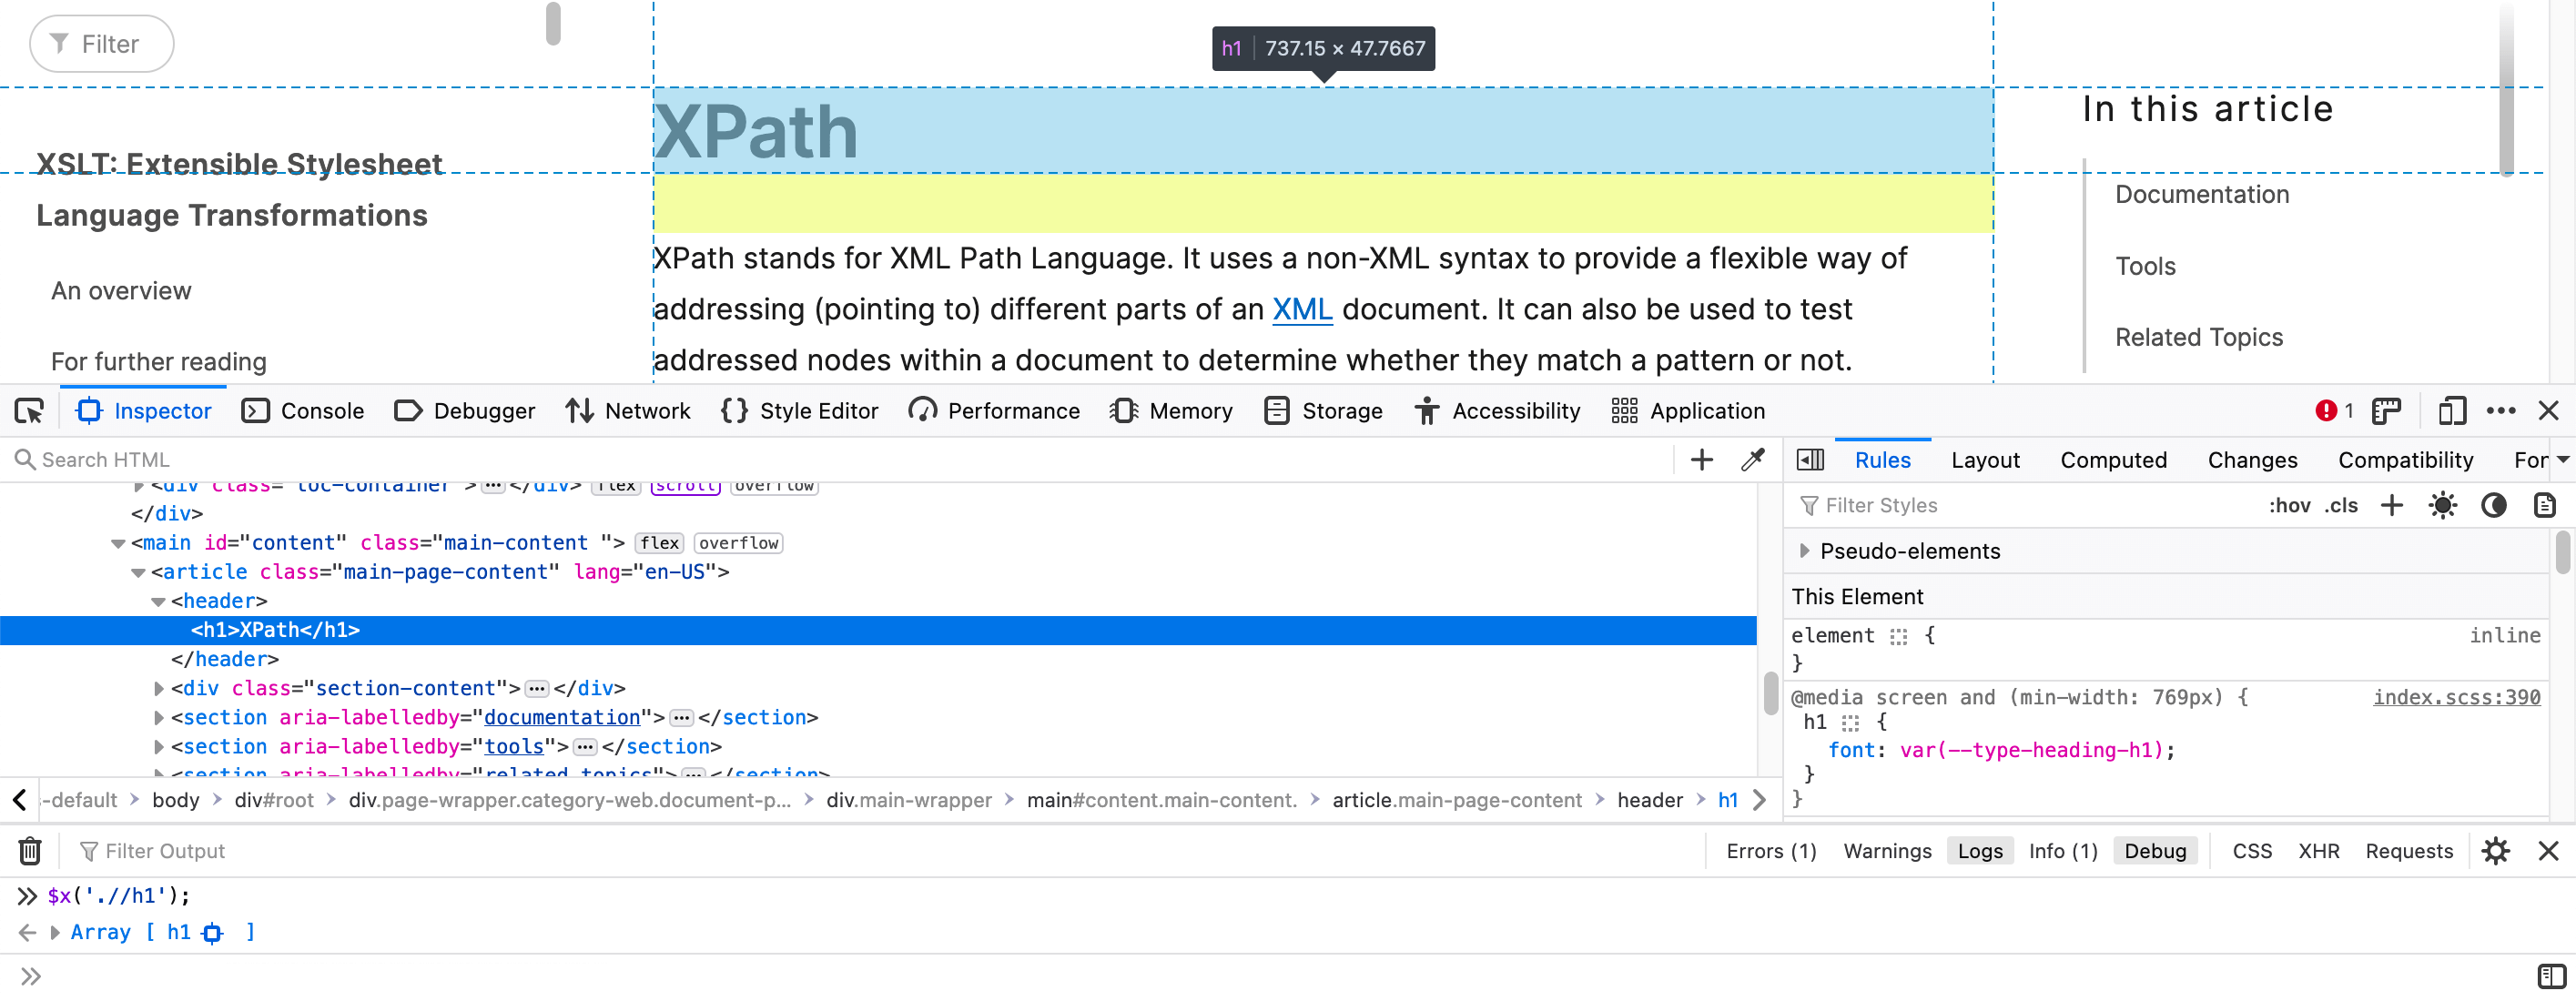 Filter
h1 737.15 × 47.7667
XPath
In this article
XSLT: Extensible Stylesheet
Language Transformations
Documentation
XPath stands for XML Path Language. It uses a non-XML syntax to provide a flexible way of
An overview
Tools
addressing (pointing to) different parts of an XML document. It can also be used to test
Related Topics
For further reading
addressed nodes within a document to determine whether they match a pattern or not.
Inspector Console Debugger Network Style Editor Performance Memory Storage Accessibility Application 1
Search HTML
Rules Layout Computed Changes Compatibility For
<div class="toc-container">⋯</div> flex scroll overflow
Filter Styles :hov .cls
</div>
<main id="content" class="main-content "> flex overflow
Pseudo-elements
<article class="main-page-content" lang="en-US">
This Element
<header>
<h1>XPath</h1>
element { inline
</header>
}
<div class="section-content">⋯</div>
@media screen and (min-width: 769px) { index.scss:390
<section aria-labelledby="documentation">⋯</section>
h1 {
<section aria-labelledby="tools">⋯</section>
font: var(--type-heading-h1);
<section aria-labelledby="related_topics">⋯</section>
}
}
-default > body > div#root > div.page-wrapper.category-web.document-p... > div.main-wrapper > main#content.main-content. > article.main-page-content > header > h1
Filter Output Errors (1) Warnings Logs Info (1) Debug CSS XHR Requests
>> $x('.//h1');
Array [ h1 ]
>>